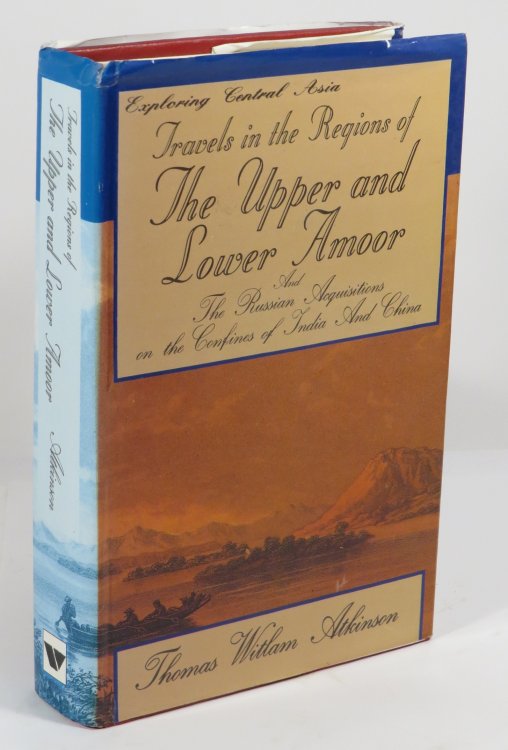 Exploring Central Asia
Travels in the Regions of
The Upper and
Lower Amoor
And
The Russian Acquisitions
on the Confines of India And China
Thomas Witlam Atkinson
Travels in the Regions of
The Upper and Lower Amoor Atkinson